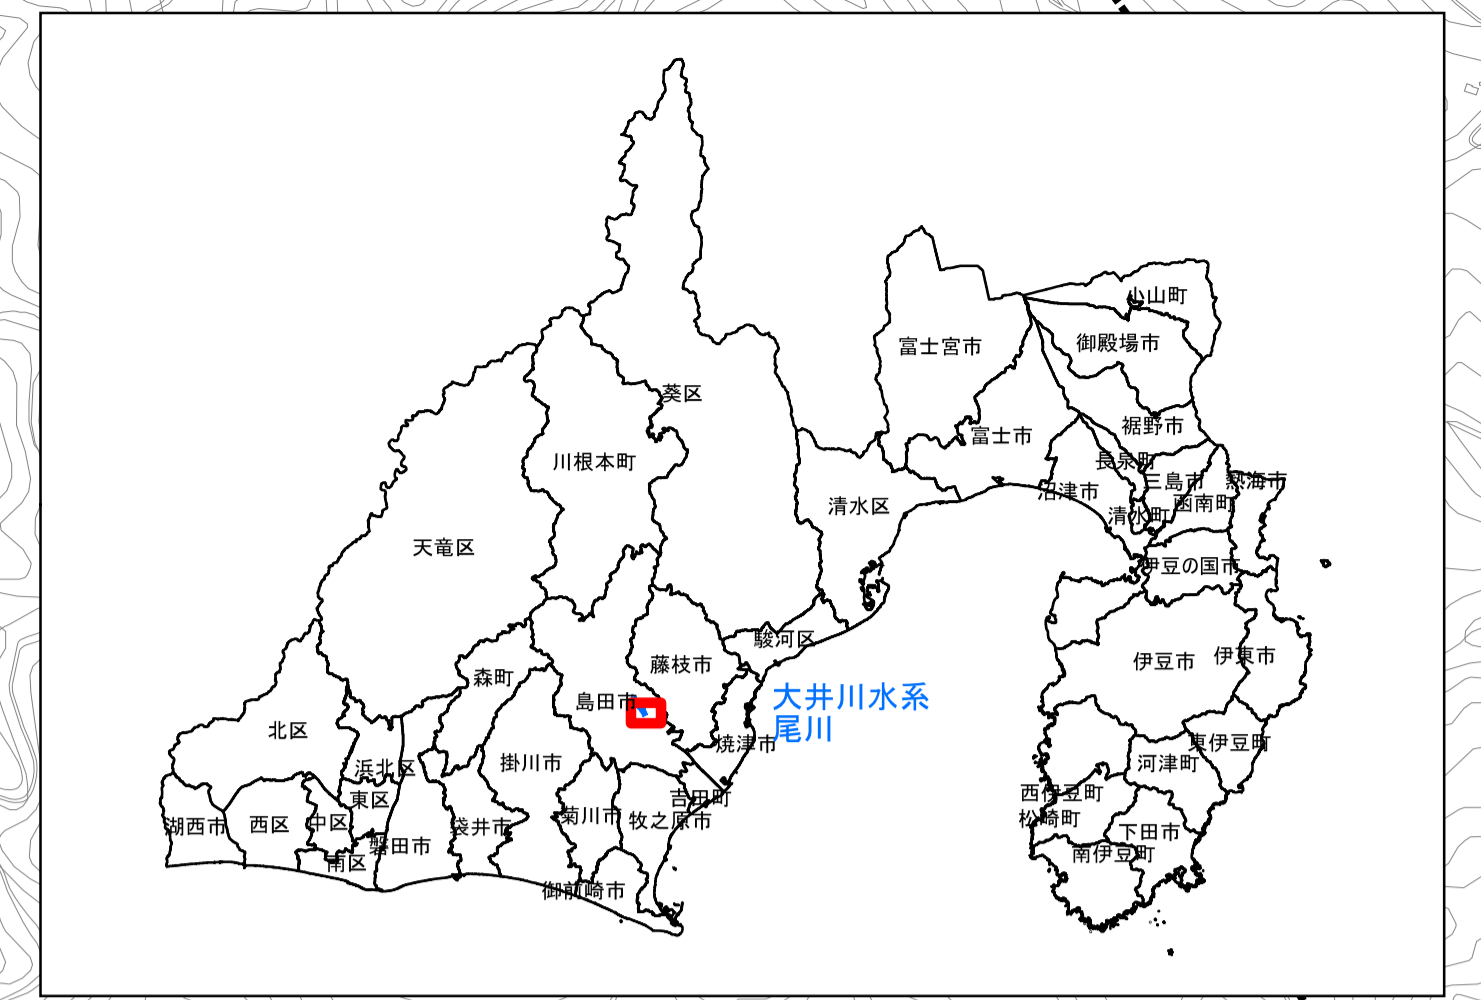 小山町
御殿場市
富士宮市
葵区
裾野市
富士市
長泉町
川根本町
三島市
熱海市
沼津市
函南町
清水区
清水町
天竜区
伊豆の国市
駿河区
伊東市
伊豆市
藤枝市
森町
島田市
大井川水系
尾川
北区
焼津市
東伊豆町
掛川市
河津町
浜北区
西伊豆町
東区
吉田町
菊川市
牧之原市
松崎町
湖西市
西区
中区
袋井市
下田市
磐田市
南伊豆町
南区
御前崎市